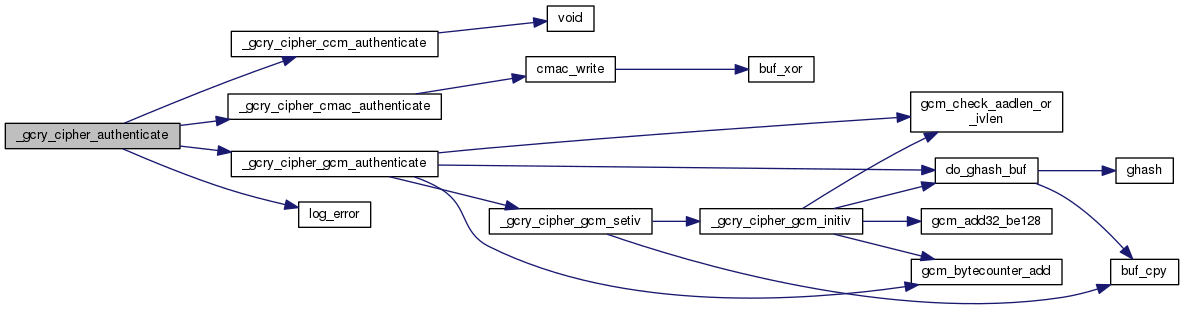 void
_gcry_cipher_ccm_authenticate
cmac_write
buf_xor
_gcry_cipher_cmac_authenticate
gcm_check_aadlen_or
_ivlen
_gcry_cipher_authenticate
_gcry_cipher_gcm_authenticate
do_ghash_buf
ghash
log_error
_gcry_cipher_gcm_setiv
_gcry_cipher_gcm_initiv
gcm_add32_be128
gcm_bytecounter_add
buf_cpy